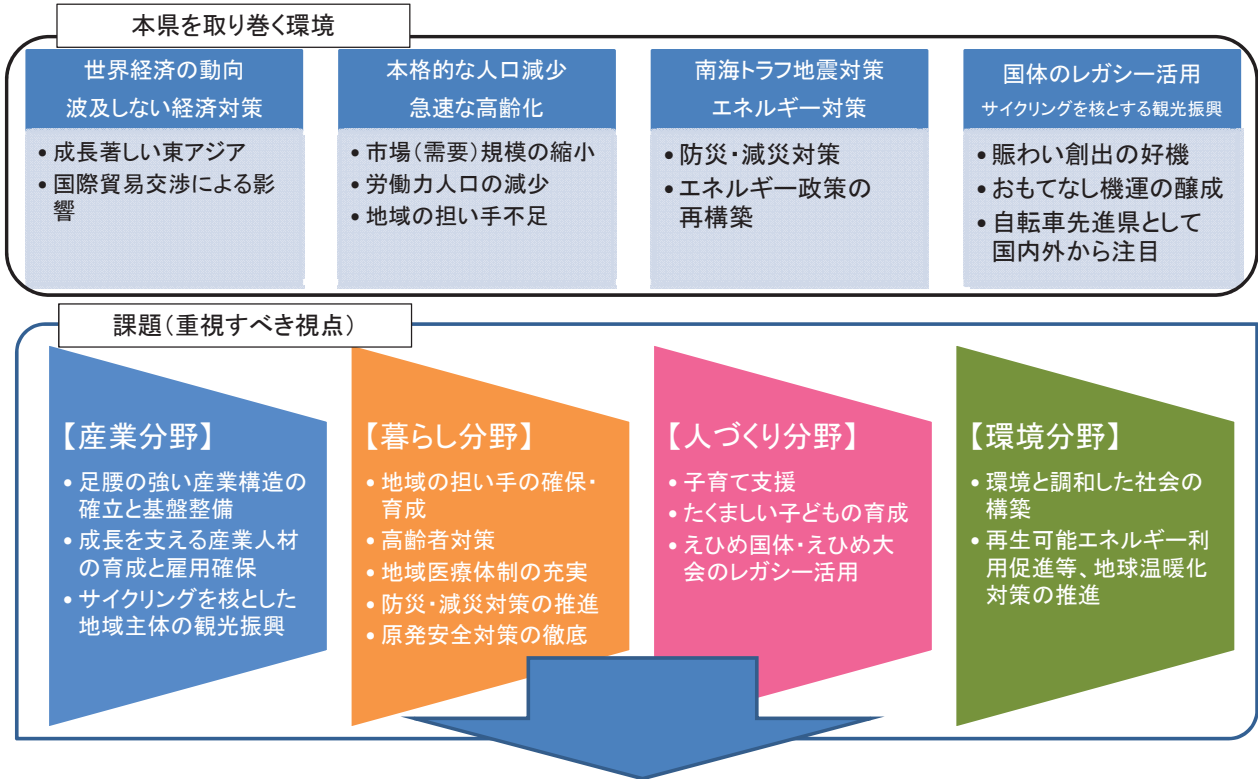 本県を取り巻く環境
世界経済の動向
波及しない経済対策
• 成長著しい東アジア
• 国際貿易交渉による影
響
本格的な人口減少
急速な高齢化
• 市場(需要)規模の縮小
• 労働力人口の減少
• 地域の担い手不足
南海トラフ地震対策
エネルギー対策
• 防災・減災対策
• エネルギー政策の
再構築
国体のレガシー活用
サイクリングを核とする観光振興
• 賑わい創出の好機
• おもてなし機運の醸成
• 自転車先進県として
国内外から注目
課題(重視すべき視点)
【産業分野】
• 足腰の強い産業構造の
確立と基盤整備
• 成長を支える産業人材
の育成と雇用確保
• サイクリングを核とした
地域主体の観光振興
【暮らし分野】
• 地域の担い手の確保・
育成
• 高齢者対策
• 地域医療体制の充実
• 防災・減災対策の推進
• 原発安全対策の徹底
【人づくり分野】
• 子育て支援
• たくましい子どもの育成
• えひめ国体・えひめ大
会のレガシー活用
【環境分野】
• 環境と調和した社会の
構築
• 再生可能エネルギー利
用促進等、地球温暖化
対策の推進